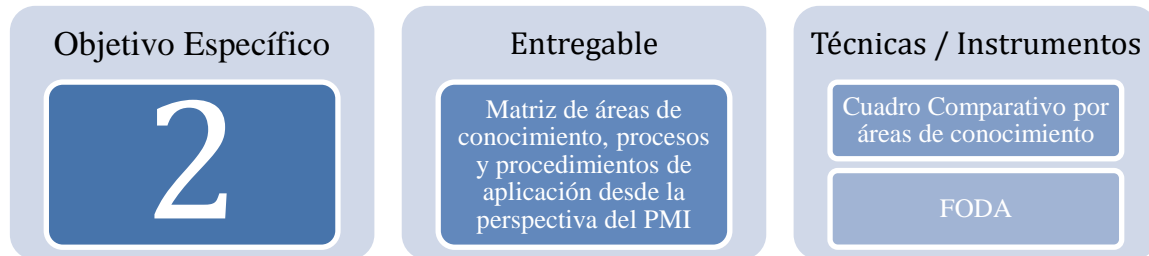 Objetivo Específico
2
Entregable
Matriz de áreas de
conocimiento, procesos
y procedimientos de
aplicación desde la
perspectiva del PMI
Técnicas / Instrumentos
Cuadro Comparativo por
áreas de conocimiento
FODA